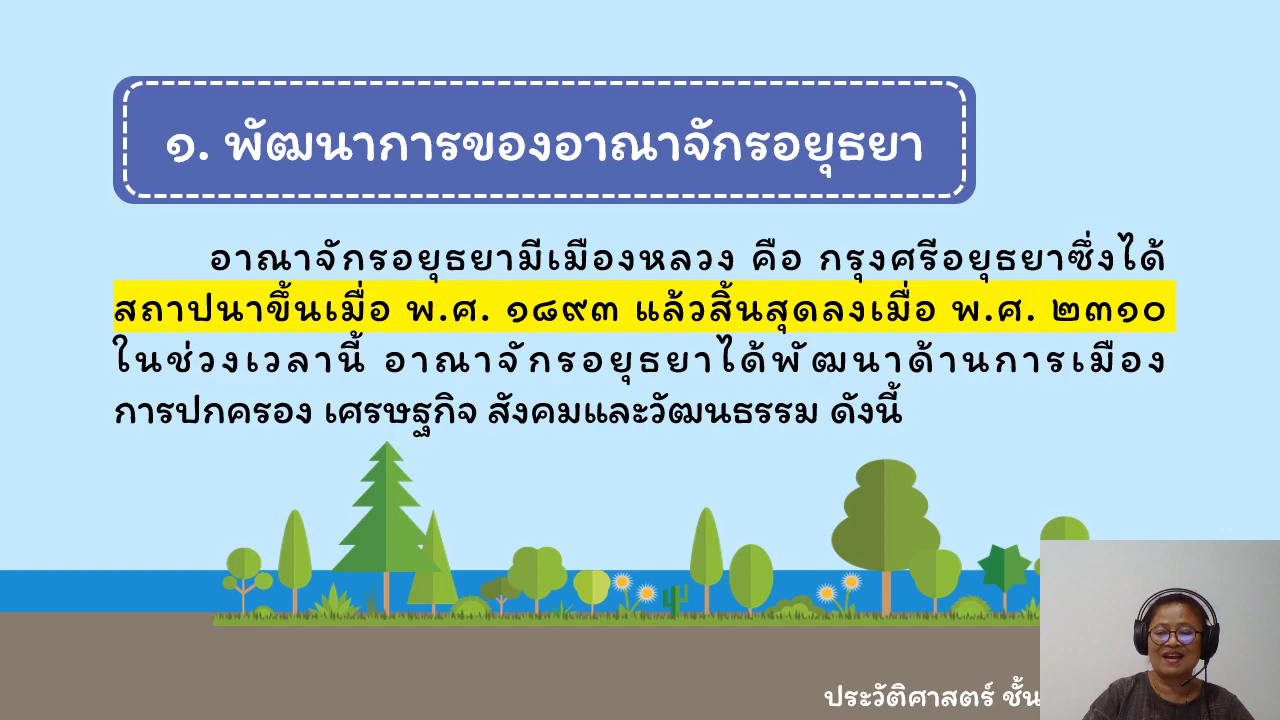 ๑. พัฒนาการของอาณาจักรอยุธยา
อาณาจักรอยุธยามีเมืองหลวง คือ กรุงศรีอยุธยาซึ่งได้
สถาปนาขึ้นเมื่อ พ.ศ. ๑๘๙๓ แล้วสิ้นสุดลงเมื่อ พ.ศ. ๒๓๑๐
ในช่วงเวลานี้ อาณาจักรอยุธยาได้พัฒนาด้านการเมือง
การปกครอง เศรษฐกิจ สังคมและวัฒนธรรม ดังนี้
ประวัติศาสตร์ ชั้น